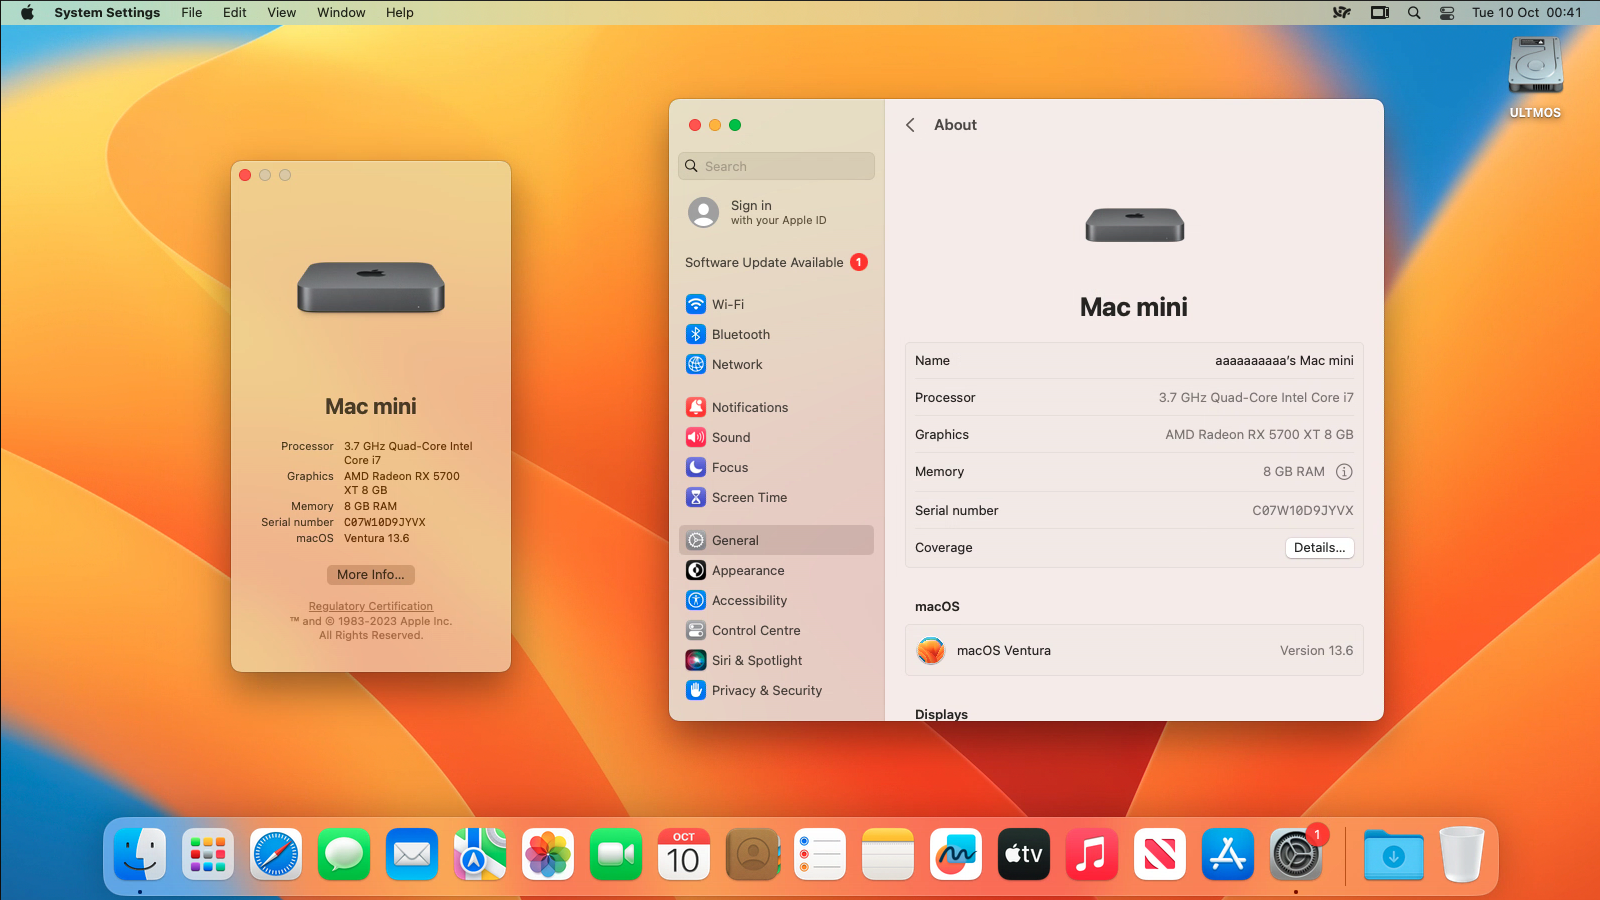 System Settings File Edit View Window Help Tue 10 Oct 00:41
ULTMOS
Mac mini
Processor 3.7 GHz Quad-Core Intel
Core i7
Graphics AMD Radeon RX 5700
XT 8 GB
Memory 8 GB RAM
Serial number C07W10D9JYVX
macOS Ventura 13.6
More Info...
Regulatory Certification
™ and © 1983-2023 Apple Inc.
All Rights Reserved.
Search
Sign in
with your Apple ID
Software Update Available 1
Wi-Fi
Bluetooth
Network
Notifications
Sound
Focus
Screen Time
General
Appearance
Accessibility
Control Centre
Siri & Spotlight
Privacy & Security
About
Mac mini
Name aaaaaaaaaa's Mac mini
Processor 3.7 GHz Quad-Core Intel Core i7
Graphics AMD Radeon RX 5700 XT 8 GB
Memory 8 GB RAM
Serial number C07W10D9JYVX
Coverage Details...
macOS
macOS Ventura Version 13.6
Displays
OCT
10
tv
1